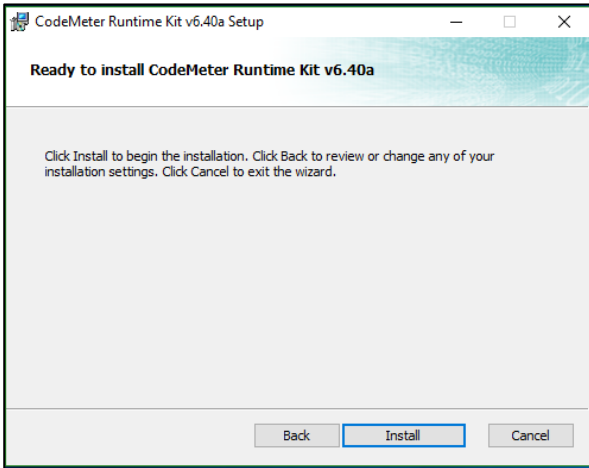 CodeMeter Runtime Kit v6.40a Setup
Ready to install CodeMeter Runtime Kit v6.40a
Click Install to begin the installation. Click Back to review or change any of your
installation settings. Click Cancel to exit the wizard.
Back Install Cancel